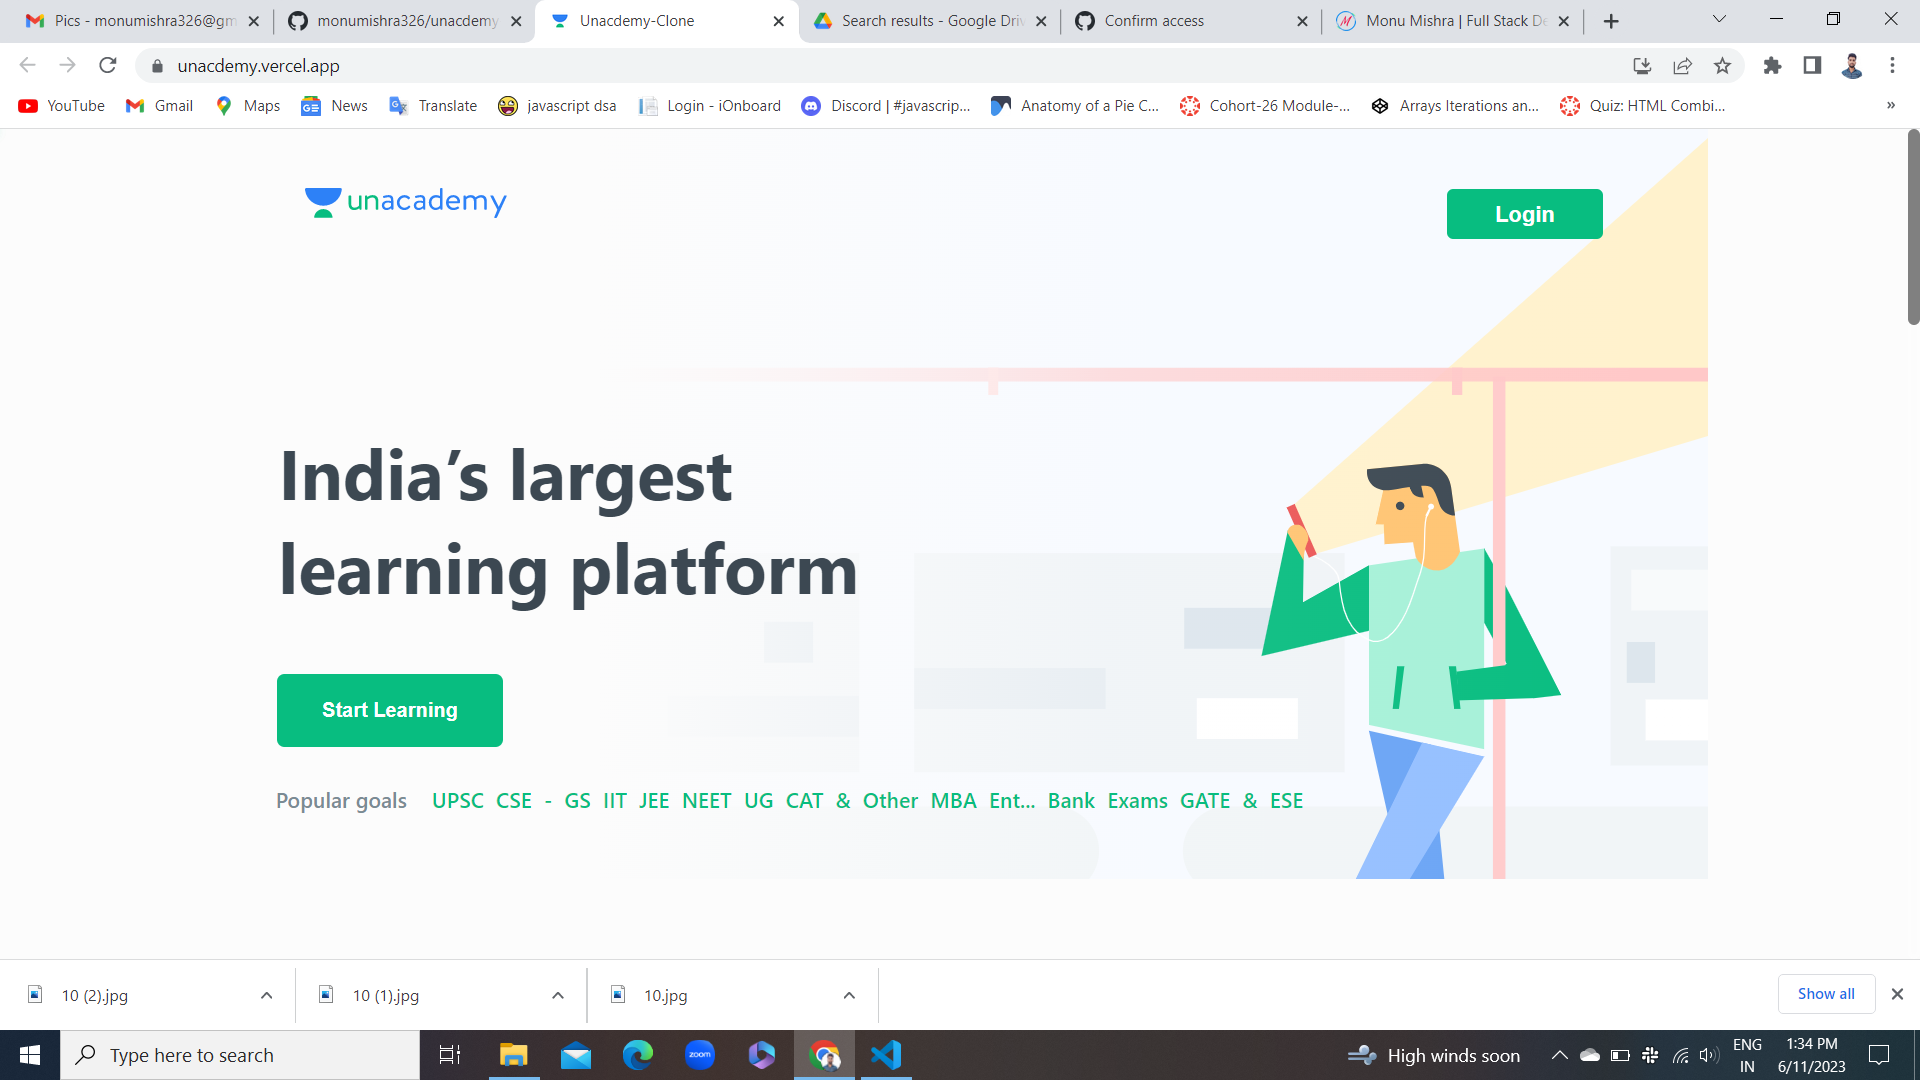 Pics - monumishra326@gm
monumishra326/unacdemy
Unacdemy-Clone
Search results - Google Driv
Confirm access
Monu Mishra | Full Stack De
unacdemy.vercel.app
YouTube
Gmail
Maps
News
Translate
javascript dsa
Login - iOnboard
Discord | #javascrip...
Anatomy of a Pie C...
Cohort-26 Module-...
Arrays Iterations an...
Quiz: HTML Combi...
»
unacademy
Login
India’s largest
learning platform
Start Learning
Popular goals UPSC CSE - GS IIT JEE NEET UG CAT & Other MBA Ent... Bank Exams GATE & ESE
10 (2).jpg
10 (1).jpg
10.jpg
Show all
Type here to search
zoom
High winds soon
ENG
IN
1:34 PM
6/11/2023